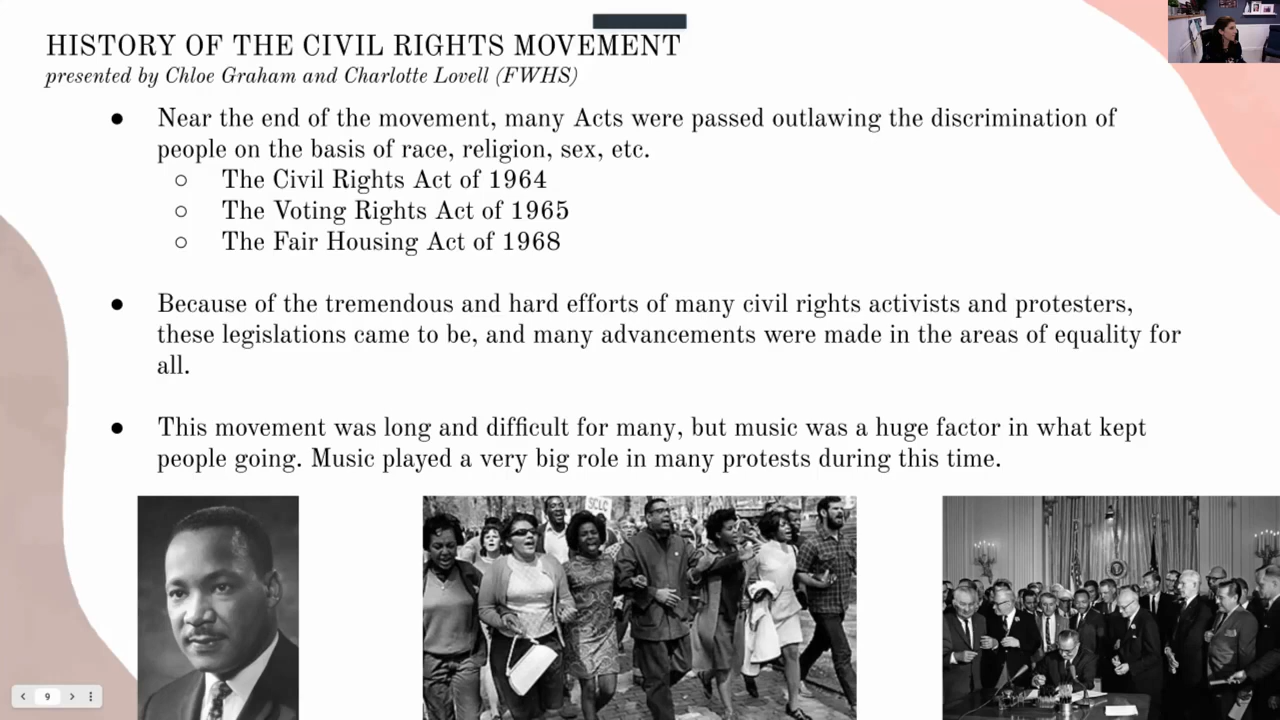 HISTORY OF THE CIVIL RIGHTS MOVEMENT
presented by Chloe Graham and Charlotte Lovell (FWHS)
● Near the end of the movement, many Acts were passed outlawing the discrimination of
people on the basis of race, religion, sex, etc.
○ The Civil Rights Act of 1964
○ The Voting Rights Act of 1965
○ The Fair Housing Act of 1968
● Because of the tremendous and hard efforts of many civil rights activists and protesters,
these legislations came to be, and many advancements were made in the areas of equality for
all.
● This movement was long and difficult for many, but music was a huge factor in what kept
people going. Music played a very big role in many protests during this time.
SCLC
9